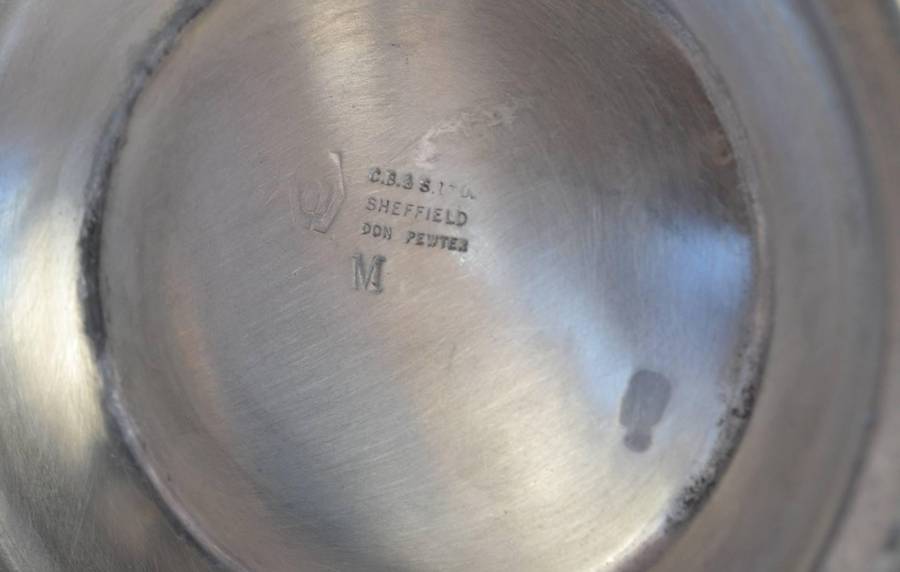 C.B.& S. LTD.
SHEFFIELD
DON PEWTER
M